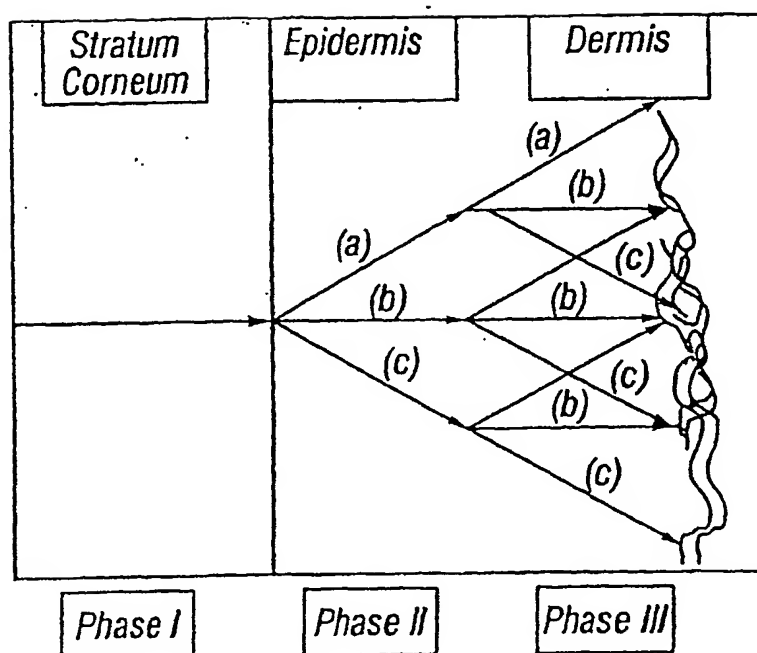 Stratum
Corneum
Epidermis
Dermis
(a)
(b)
(a)
(c)
(b)
(b)
(c)
(c)
(b)
(c)
Phase I
Phase II
Phase III